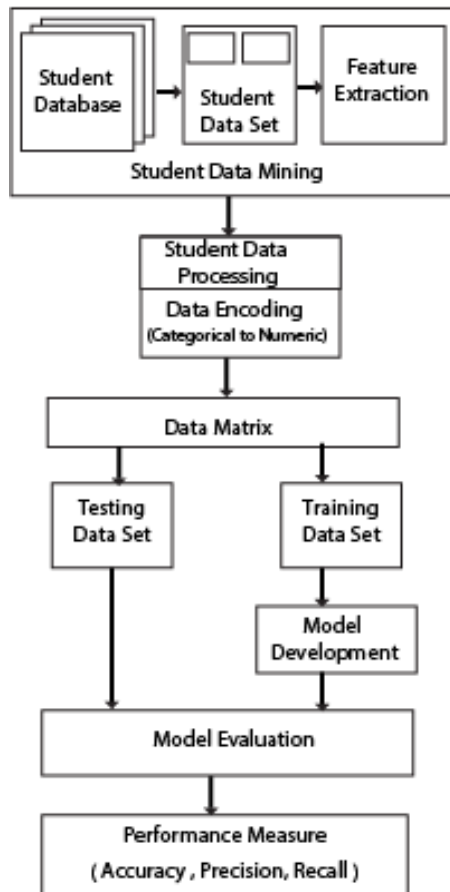 Student
Database
Student
Data Set
Feature
Extraction
Student Data Mining
Student Data
Processing
Data Encoding
(Categorical to Numeric)
Data Matrix
Testing
Data Set
Training
Data Set
Model
Development
Model Evaluation
Performance Measure
( Accuracy , Precision, Recall )